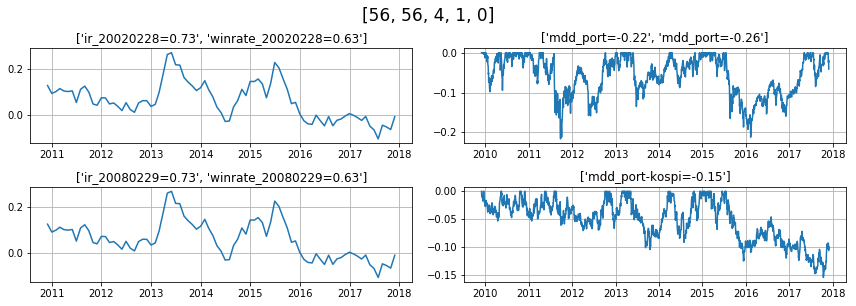 [56, 56, 4, 1, 0]
['ir_20020228=0.73', 'winrate_20020228=0.63']
0.2
0.0
2011 2012 2013 2014 2015 2016 2017 2018
['mdd_port=-0.22', 'mdd_port=-0.26']
0.0
−0.1
−0.2
2010 2011 2012 2013 2014 2015 2016 2017 2018
['ir_20080229=0.73', 'winrate_20080229=0.63']
0.2
0.0
2011 2012 2013 2014 2015 2016 2017 2018
['mdd_port-kospi=-0.15']
0.00
−0.05
−0.10
−0.15
2010 2011 2012 2013 2014 2015 2016 2017 2018